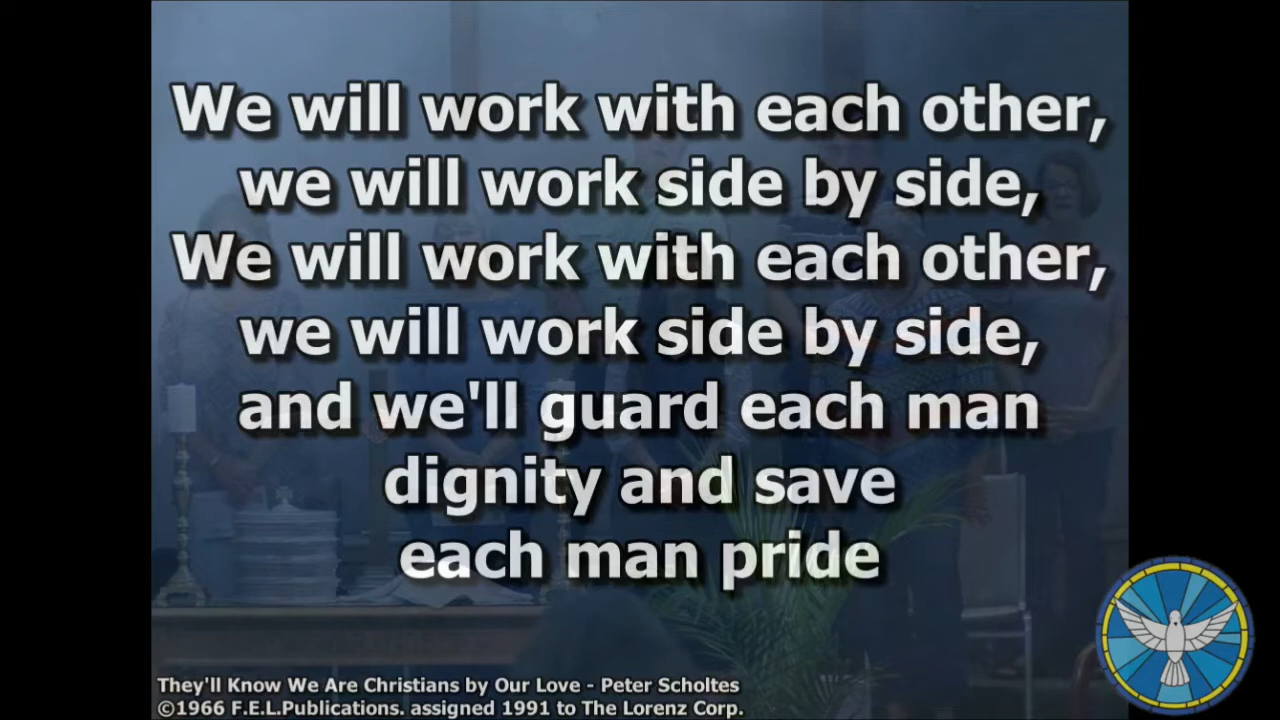 We will work with each other,
we will work side by side,
We will work with each other,
we will work side by side,
and we'll guard each man
dignity and save
each man pride
They'll Know We Are Christians by Our Love - Peter Scholtes
©1966 F.E.L.Publications. assigned 1991 to The Lorenz Corp.